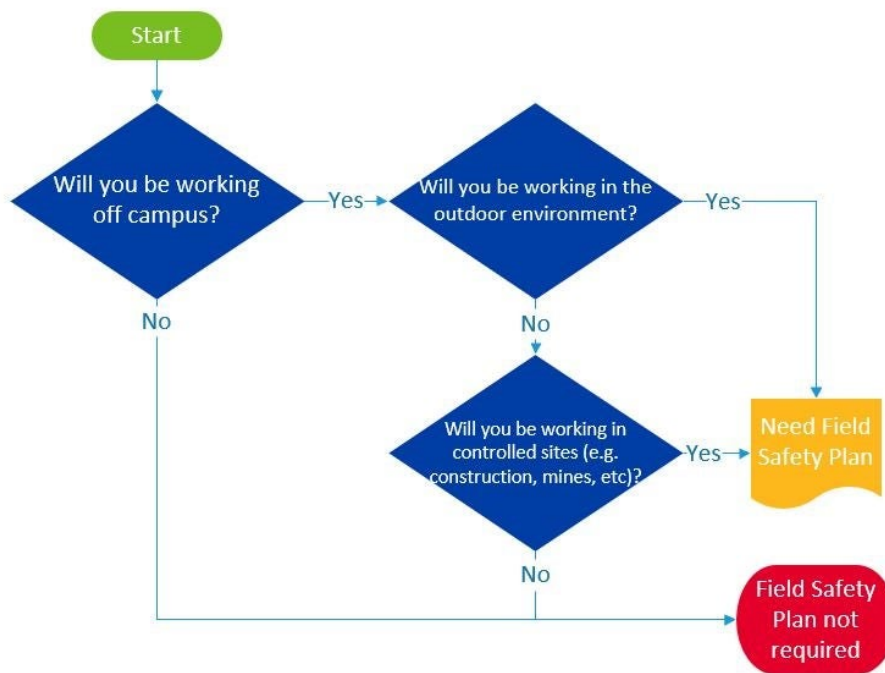 Start
Will you be working
off campus?
Yes
Will you be working in the
outdoor environment?
Yes
No
No
Will you be working in
controlled sites (e.g.
construction, mines, etc)?
Yes
Need Field
Safety Plan
No
Field Safety
Plan not
required